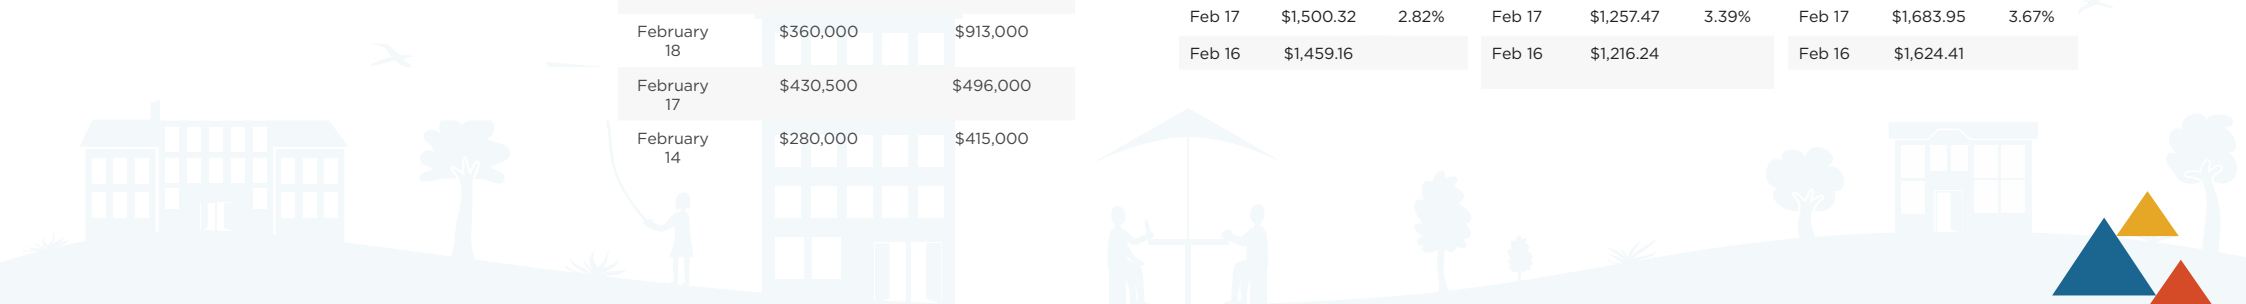 February $360,000 $913,000
18
February $430,500 $496,000
17
February $280,000 $415,000
14
Feb 17 $1,500.32 2.82%
Feb 16 $1,459.16
Feb 17 $1,257.47 3.39%
Feb 16 $1,216.24
Feb 17 $1,683.95 3.67%
Feb 16 $1,624.41